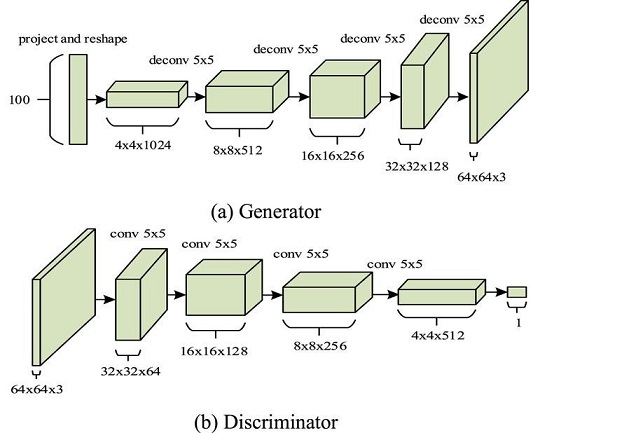 project and reshape
100
deconv 5x5
deconv 5x5
deconv 5x5
deconv 5x5
4x4x1024
8x8x512
16x16x256
32x32x128
64x64x3
(a) Generator
conv 5x5
conv 5x5
conv 5x5
conv 5x5
64x64x3
32x32x64
16x16x128
8x8x256
4x4x512
1
(b) Discriminator